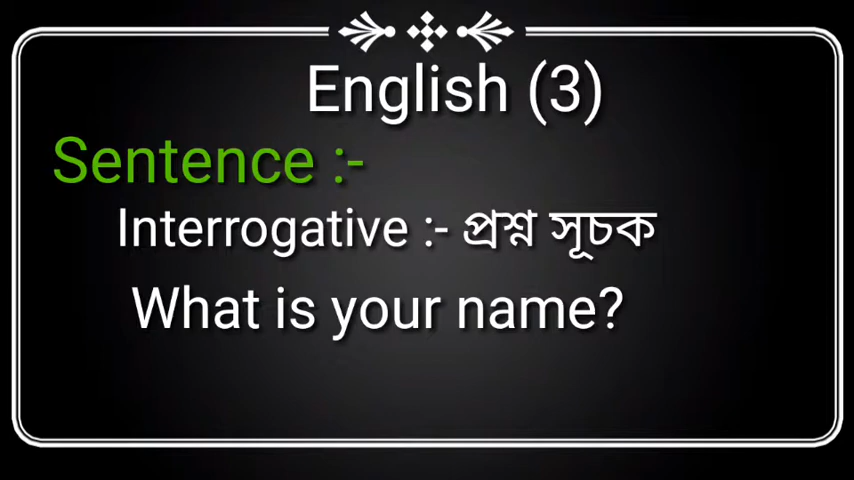 English (3)
Sentence :-
Interrogative :- প্রশ্ন সূচক
What is your name?